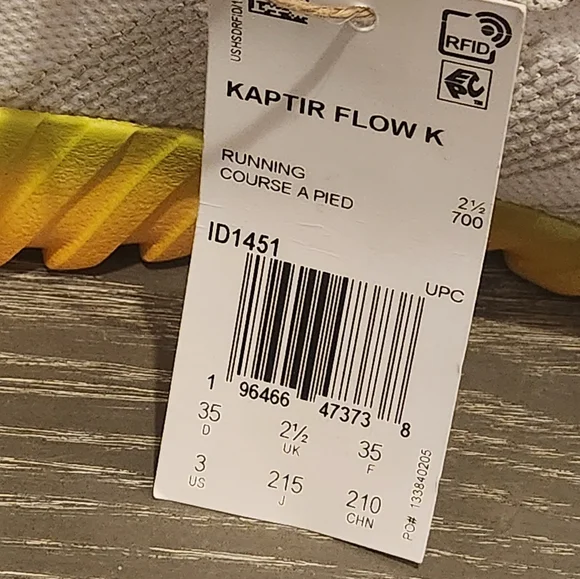 RFID
EPC
KAPTIR FLOW K
RUNNING
COURSE A PIED
2½
700
ID1451
UPC
1 96466 47373 8
35 2½ 35
D UK F
3 215 210
US J CHN
PO# 133840205